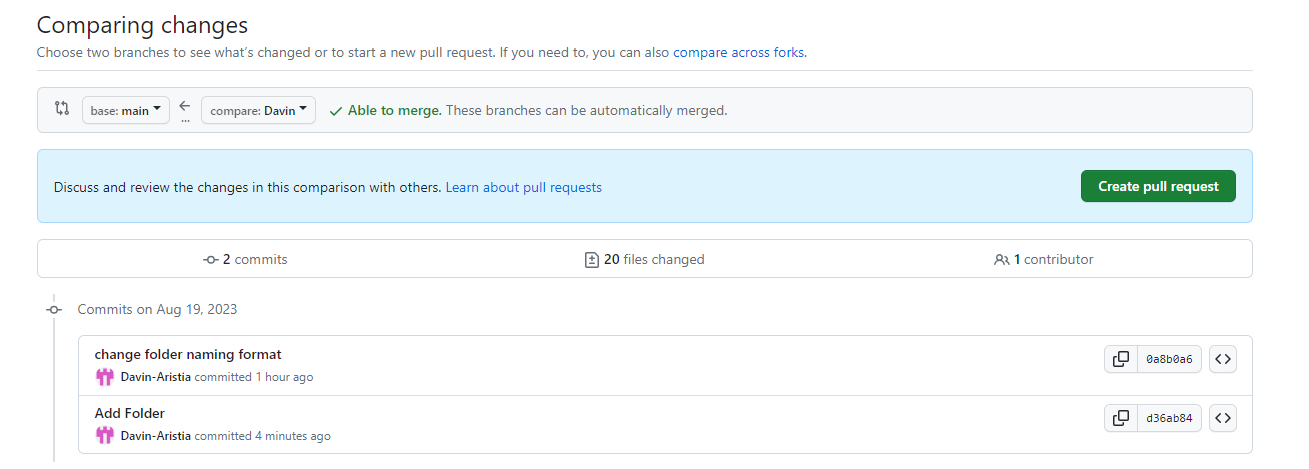 Comparing changes
Choose two branches to see what's changed or to start a new pull request. If you need to, you can also compare across forks.
base: main ... compare: Davin Able to merge. These branches can be automatically merged.
Discuss and review the changes in this comparison with others. Learn about pull requests Create pull request
2 commits 20 files changed 1 contributor
Commits on Aug 19, 2023
change folder naming format 0a8b0a6
Davin-Aristia committed 1 hour ago
Add Folder d36ab84
Davin-Aristia committed 4 minutes ago